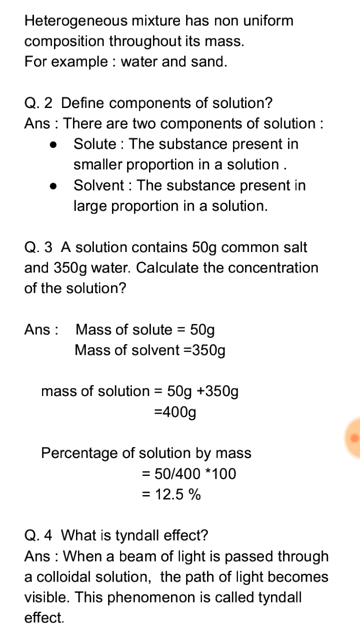 Heterogeneous mixture has non uniform
composition throughout its mass.
For example : water and sand.
Q. 2 Define components of solution?
Ans : There are two components of solution :
● Solute : The substance present in
smaller proportion in a solution .
● Solvent : The substance present in
large proportion in a solution.
Q. 3 A solution contains 50g common salt
and 350g water. Calculate the concentration
of the solution?
Ans : Mass of solute = 50g
Mass of solvent =350g
mass of solution = 50g +350g
=400g
Percentage of solution by mass
= 50/400 *100
= 12.5 %
Q. 4 What is tyndall effect?
Ans : When a beam of light is passed through
a colloidal solution, the path of light becomes
visible. This phenomenon is called tyndall
effect.